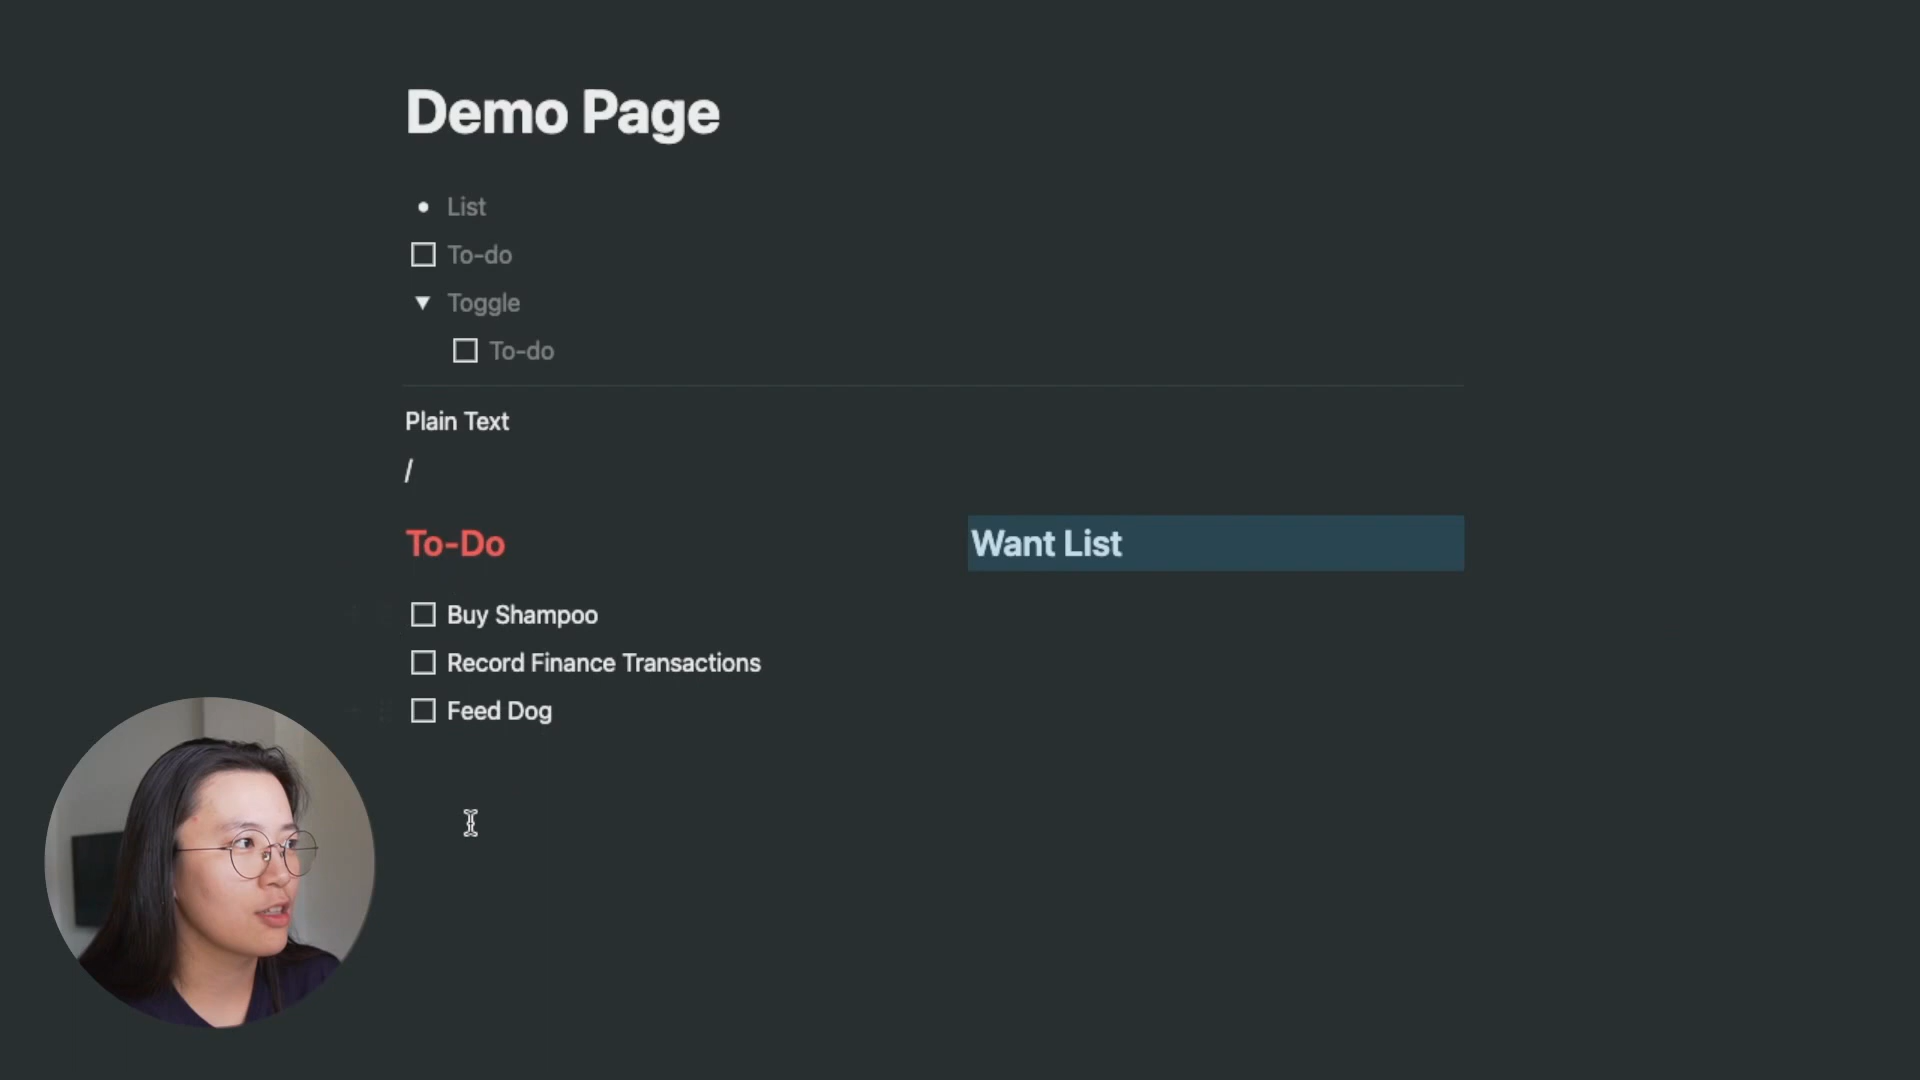 Demo Page
List
To-do
Toggle
To-do
Plain Text
/
To-Do
Want List
Buy Shampoo
Record Finance Transactions
Feed Dog